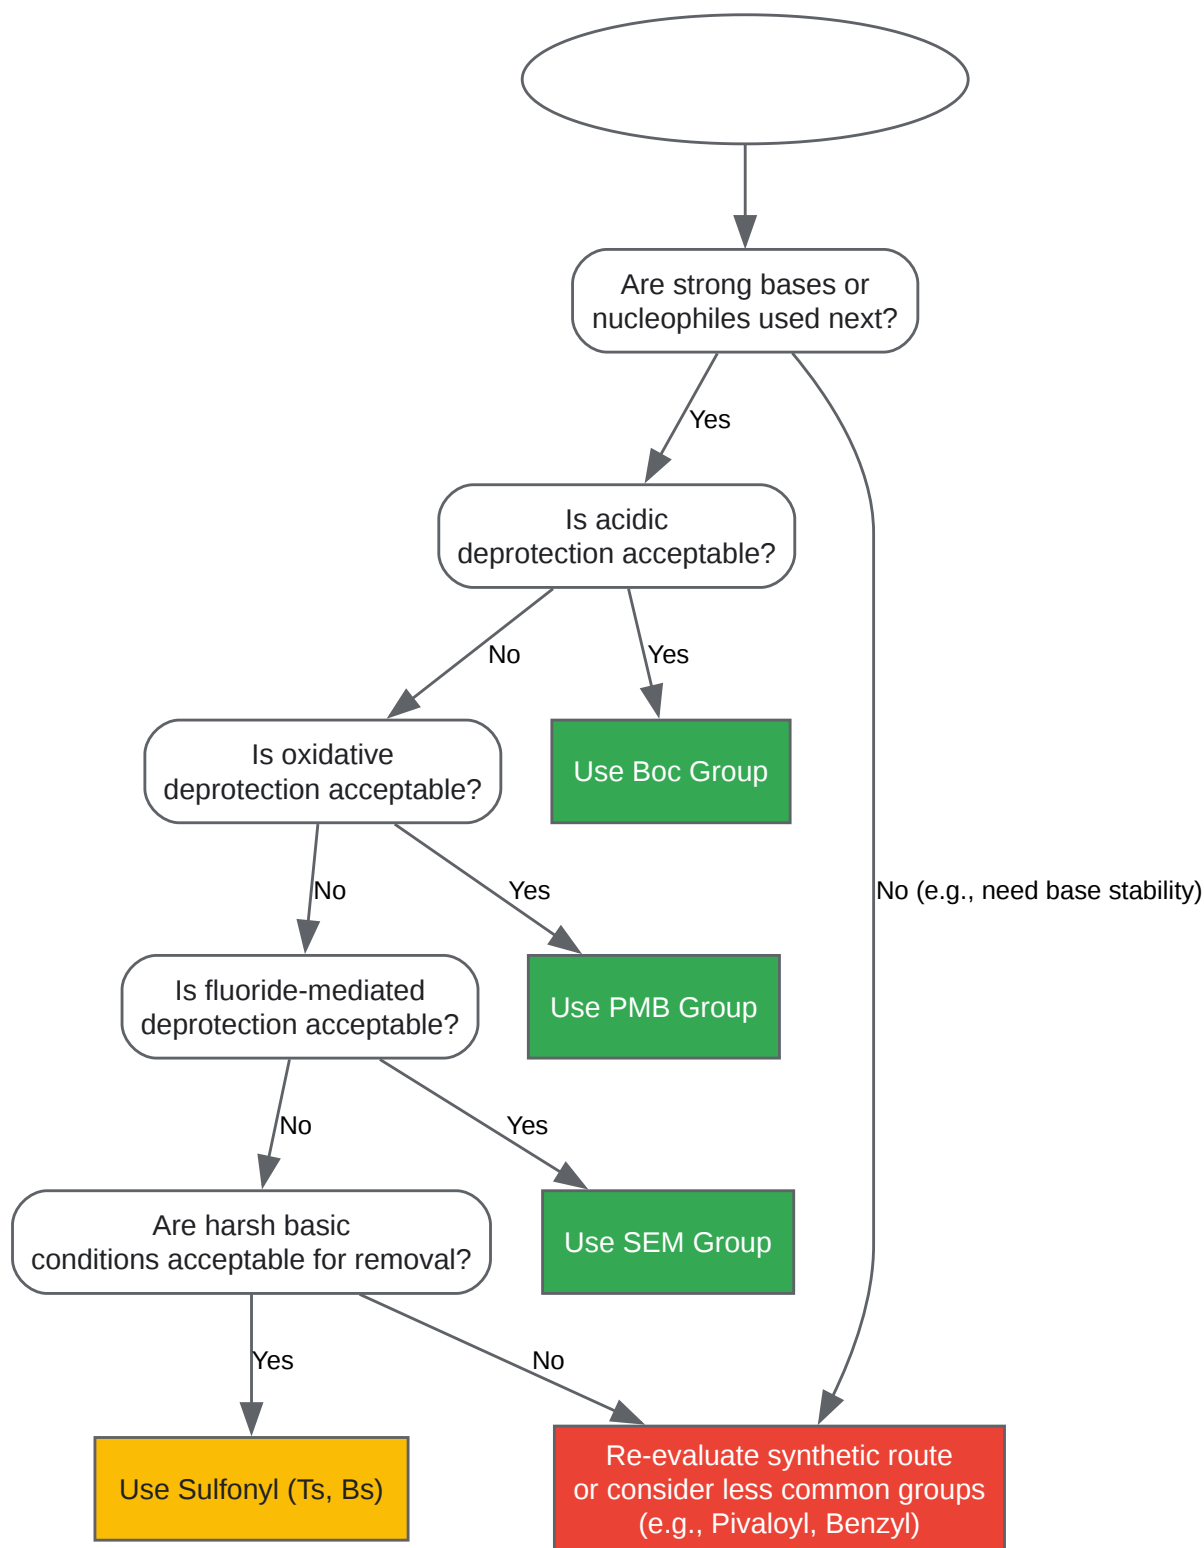 Are strong bases or
nucleophiles used next?
Yes
Is acidic
deprotection acceptable?
No
Yes
Is oxidative
deprotection acceptable?
Use Boc Group
No
Yes
No (e.g., need base stability)
Is fluoride-mediated
deprotection acceptable?
Use PMB Group
No
Yes
Are harsh basic
conditions acceptable for removal?
Use SEM Group
Yes
No
Use Sulfonyl (Ts, Bs)
Re-evaluate synthetic route
or consider less common groups
(e.g., Pivaloyl, Benzyl)